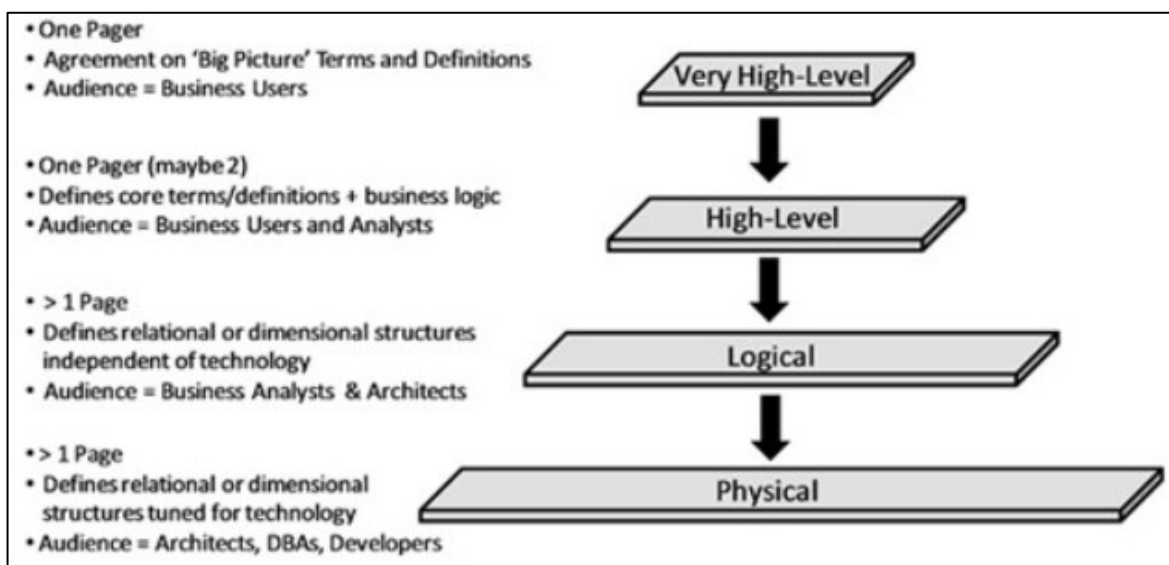 • One Pager
• Agreement on ‘Big Picture’ Terms and Definitions
• Audience = Business Users
Very High-Level
• One Pager (maybe 2)
• Defines core terms/definitions + business logic
• Audience = Business Users and Analysts
High-Level
• > 1 Page
• Defines relational or dimensional structures
independent of technology
• Audience = Business Analysts & Architects
Logical
• > 1 Page
• Defines relational or dimensional
structures tuned for technology
• Audience = Architects, DBAs, Developers
Physical